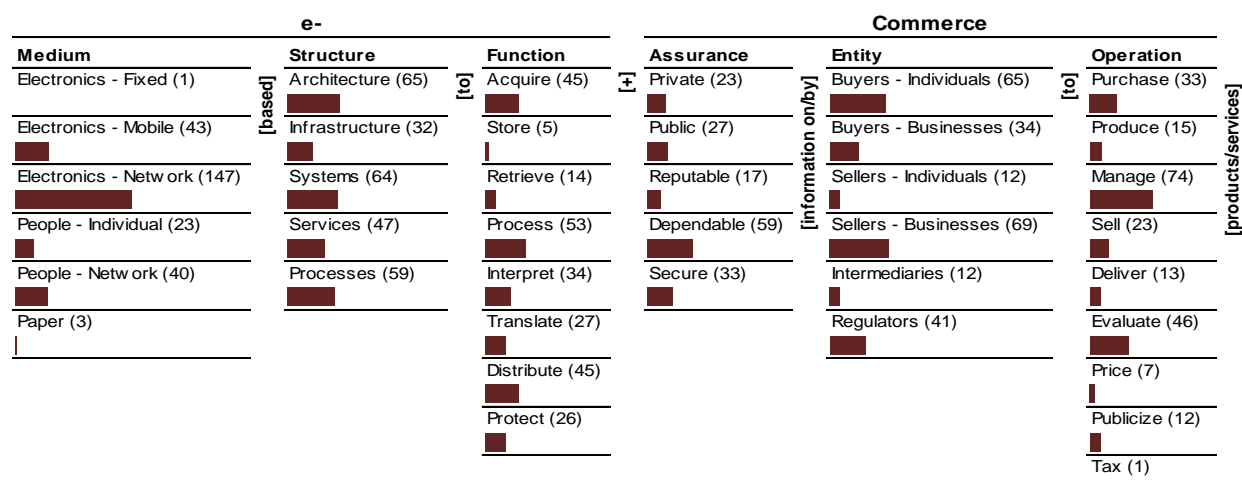 e- Commerce
Medium Structure Function Assurance Entity Operation
Electronics - Fixed (1) Architecture (65) Acquire (45) Private (23) Buyers - Individuals (65) Purchase (33)
Electronics - Mobile (43) Infrastructure (32) Store (5) Public (27) Buyers - Businesses (34) Produce (15)
Electronics - Network (147) Systems (64) Retrieve (14) Reputable (17) Sellers - Individuals (12) Manage (74)
People - Individual (23) Services (47) Process (53) Dependable (59) Sellers - Businesses (69) Sell (23)
People - Network (40) Processes (59) Interpret (34) Secure (33) Intermediaries (12) Deliver (13)
Paper (3) Translate (27) Regulators (41) Evaluate (46)
Distribute (45) Price (7)
Protect (26) Publicize (12)
Tax (1)
[based]
[to]
[+]
[information on/by]
[to]
[products/services]